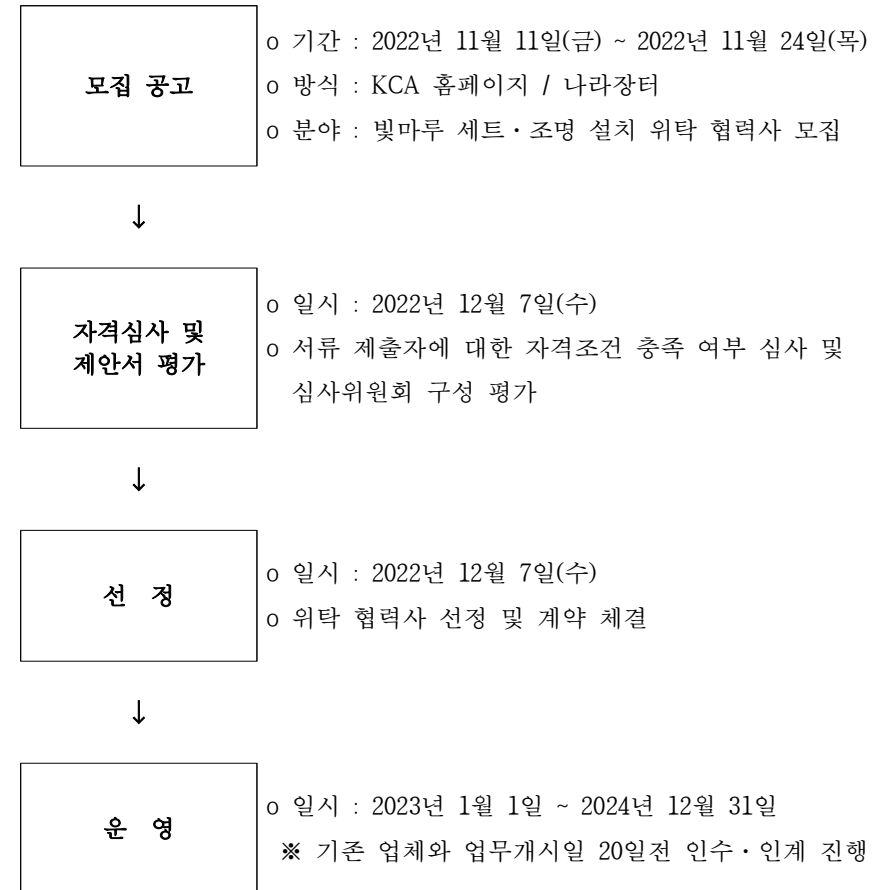 모집 공고
o 기간 : 2022년 11월 11일(금) ~ 2022년 11월 24일(목)
o 방식 : KCA 홈페이지 / 나라장터
o 분야 : 빛마루 세트・조명 설치 위탁 협력사 모집
↓
자격심사 및
제안서 평가
o 일시 : 2022년 12월 7일(수)
o 서류 제출자에 대한 자격조건 충족 여부 심사 및
심사위원회 구성 평가
↓
선 정
o 일시 : 2022년 12월 7일(수)
o 위탁 협력사 선정 및 계약 체결
↓
운 영
o 일시 : 2023년 1월 1일 ~ 2024년 12월 31일
※ 기존 업체와 업무개시일 20일전 인수・인계 진행